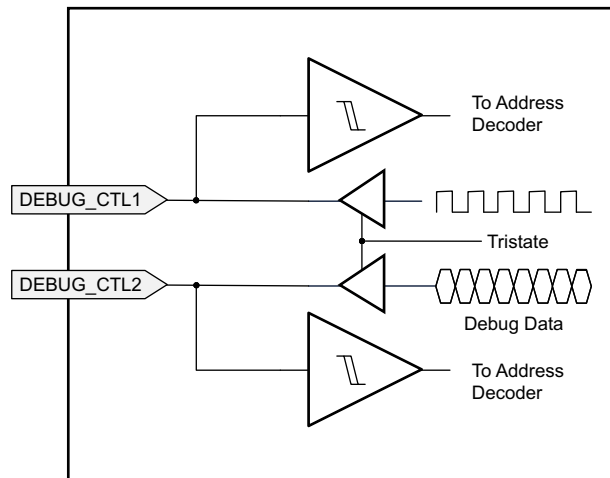 To Address
Decoder
DEBUG_CTL1
Tristate
DEBUG_CTL2
Debug Data
To Address
Decoder